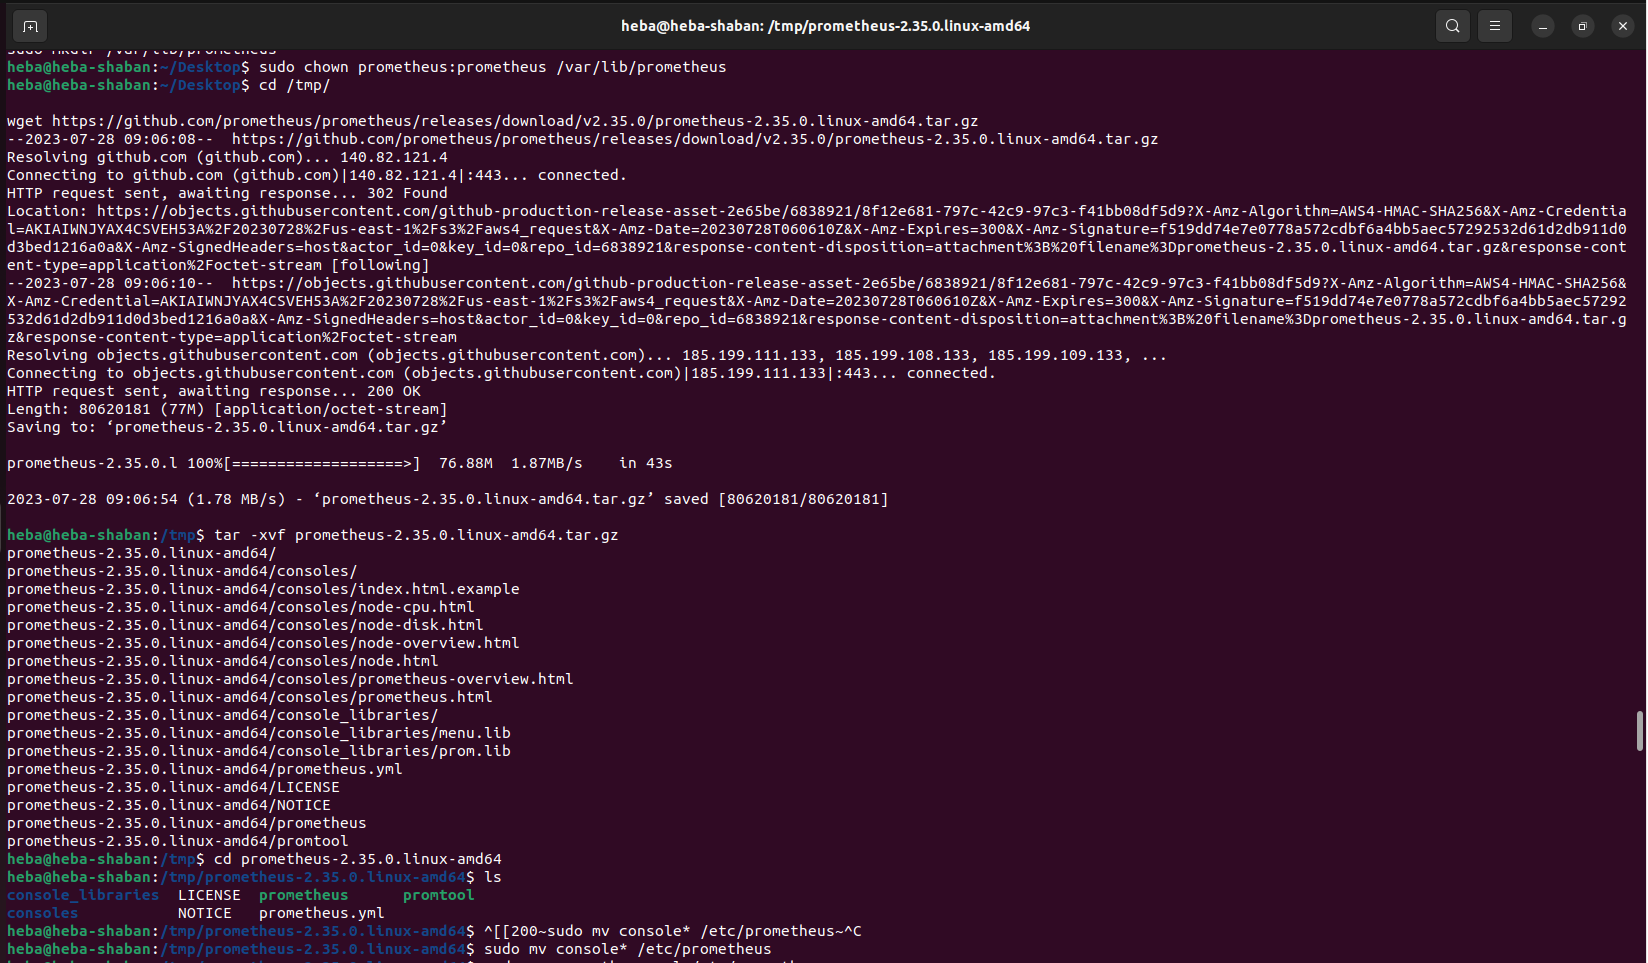 heba@heba-shaban: /tmp/prometheus-2.35.0.linux-amd64
sudo mkdir /var/lib/prometheus
heba@heba-shaban:~/Desktop$ sudo chown prometheus:prometheus /var/lib/prometheus
heba@heba-shaban:~/Desktop$ cd /tmp/
wget https://github.com/prometheus/prometheus/releases/download/v2.35.0/prometheus-2.35.0.linux-amd64.tar.gz
--2023-07-28 09:06:08--  https://github.com/prometheus/prometheus/releases/download/v2.35.0/prometheus-2.35.0.linux-amd64.tar.gz
Resolving github.com (github.com)... 140.82.121.4
Connecting to github.com (github.com)|140.82.121.4|:443... connected.
HTTP request sent, awaiting response... 302 Found
Location: https://objects.githubusercontent.com/github-production-release-asset-2e65be/6838921/8f12e681-797c-42c9-97c3-f41bb08df5d9?X-Amz-Algorithm=AWS4-HMAC-SHA256&X-Amz-Credentia
l=AKIAIWNJYAX4CSVEH53A%2F20230728%2Fus-east-1%2Fs3%2Faws4_request&X-Amz-Date=20230728T060610Z&X-Amz-Expires=300&X-Amz-Signature=f519dd74e7e0778a572cdbf6a4bb5aec57292532d61d2db911d0
d3bed1216a0a&X-Amz-SignedHeaders=host&actor_id=0&key_id=0&repo_id=6838921&response-content-disposition=attachment%3B%20filename%3Dprometheus-2.35.0.linux-amd64.tar.gz&response-cont
ent-type=application%2Foctet-stream [following]
--2023-07-28 09:06:10--  https://objects.githubusercontent.com/github-production-release-asset-2e65be/6838921/8f12e681-797c-42c9-97c3-f41bb08df5d9?X-Amz-Algorithm=AWS4-HMAC-SHA256&
X-Amz-Credential=AKIAIWNJYAX4CSVEH53A%2F20230728%2Fus-east-1%2Fs3%2Faws4_request&X-Amz-Date=20230728T060610Z&X-Amz-Expires=300&X-Amz-Signature=f519dd74e7e0778a572cdbf6a4bb5aec57292
532d61d2db911d0d3bed1216a0a&X-Amz-SignedHeaders=host&actor_id=0&key_id=0&repo_id=6838921&response-content-disposition=attachment%3B%20filename%3Dprometheus-2.35.0.linux-amd64.tar.g
z&response-content-type=application%2Foctet-stream
Resolving objects.githubusercontent.com (objects.githubusercontent.com)... 185.199.111.133, 185.199.108.133, 185.199.109.133, ...
Connecting to objects.githubusercontent.com (objects.githubusercontent.com)|185.199.111.133|:443... connected.
HTTP request sent, awaiting response... 200 OK
Length: 80620181 (77M) [application/octet-stream]
Saving to: ‘prometheus-2.35.0.linux-amd64.tar.gz’
prometheus-2.35.0.l 100%[===================>]  76.88M  1.87MB/s    in 43s
2023-07-28 09:06:54 (1.78 MB/s) - ‘prometheus-2.35.0.linux-amd64.tar.gz’ saved [80620181/80620181]
heba@heba-shaban:/tmp$ tar -xvf prometheus-2.35.0.linux-amd64.tar.gz
prometheus-2.35.0.linux-amd64/
prometheus-2.35.0.linux-amd64/consoles/
prometheus-2.35.0.linux-amd64/consoles/index.html.example
prometheus-2.35.0.linux-amd64/consoles/node-cpu.html
prometheus-2.35.0.linux-amd64/consoles/node-disk.html
prometheus-2.35.0.linux-amd64/consoles/node-overview.html
prometheus-2.35.0.linux-amd64/consoles/node.html
prometheus-2.35.0.linux-amd64/consoles/prometheus-overview.html
prometheus-2.35.0.linux-amd64/consoles/prometheus.html
prometheus-2.35.0.linux-amd64/console_libraries/
prometheus-2.35.0.linux-amd64/console_libraries/menu.lib
prometheus-2.35.0.linux-amd64/console_libraries/prom.lib
prometheus-2.35.0.linux-amd64/prometheus.yml
prometheus-2.35.0.linux-amd64/LICENSE
prometheus-2.35.0.linux-amd64/NOTICE
prometheus-2.35.0.linux-amd64/prometheus
prometheus-2.35.0.linux-amd64/promtool
heba@heba-shaban:/tmp$ cd prometheus-2.35.0.linux-amd64
heba@heba-shaban:/tmp/prometheus-2.35.0.linux-amd64$ ls
console_libraries  LICENSE  prometheus      promtool
consoles           NOTICE   prometheus.yml
heba@heba-shaban:/tmp/prometheus-2.35.0.linux-amd64$ ^[[200~sudo mv console* /etc/prometheus~^C
heba@heba-shaban:/tmp/prometheus-2.35.0.linux-amd64$ sudo mv console* /etc/prometheus